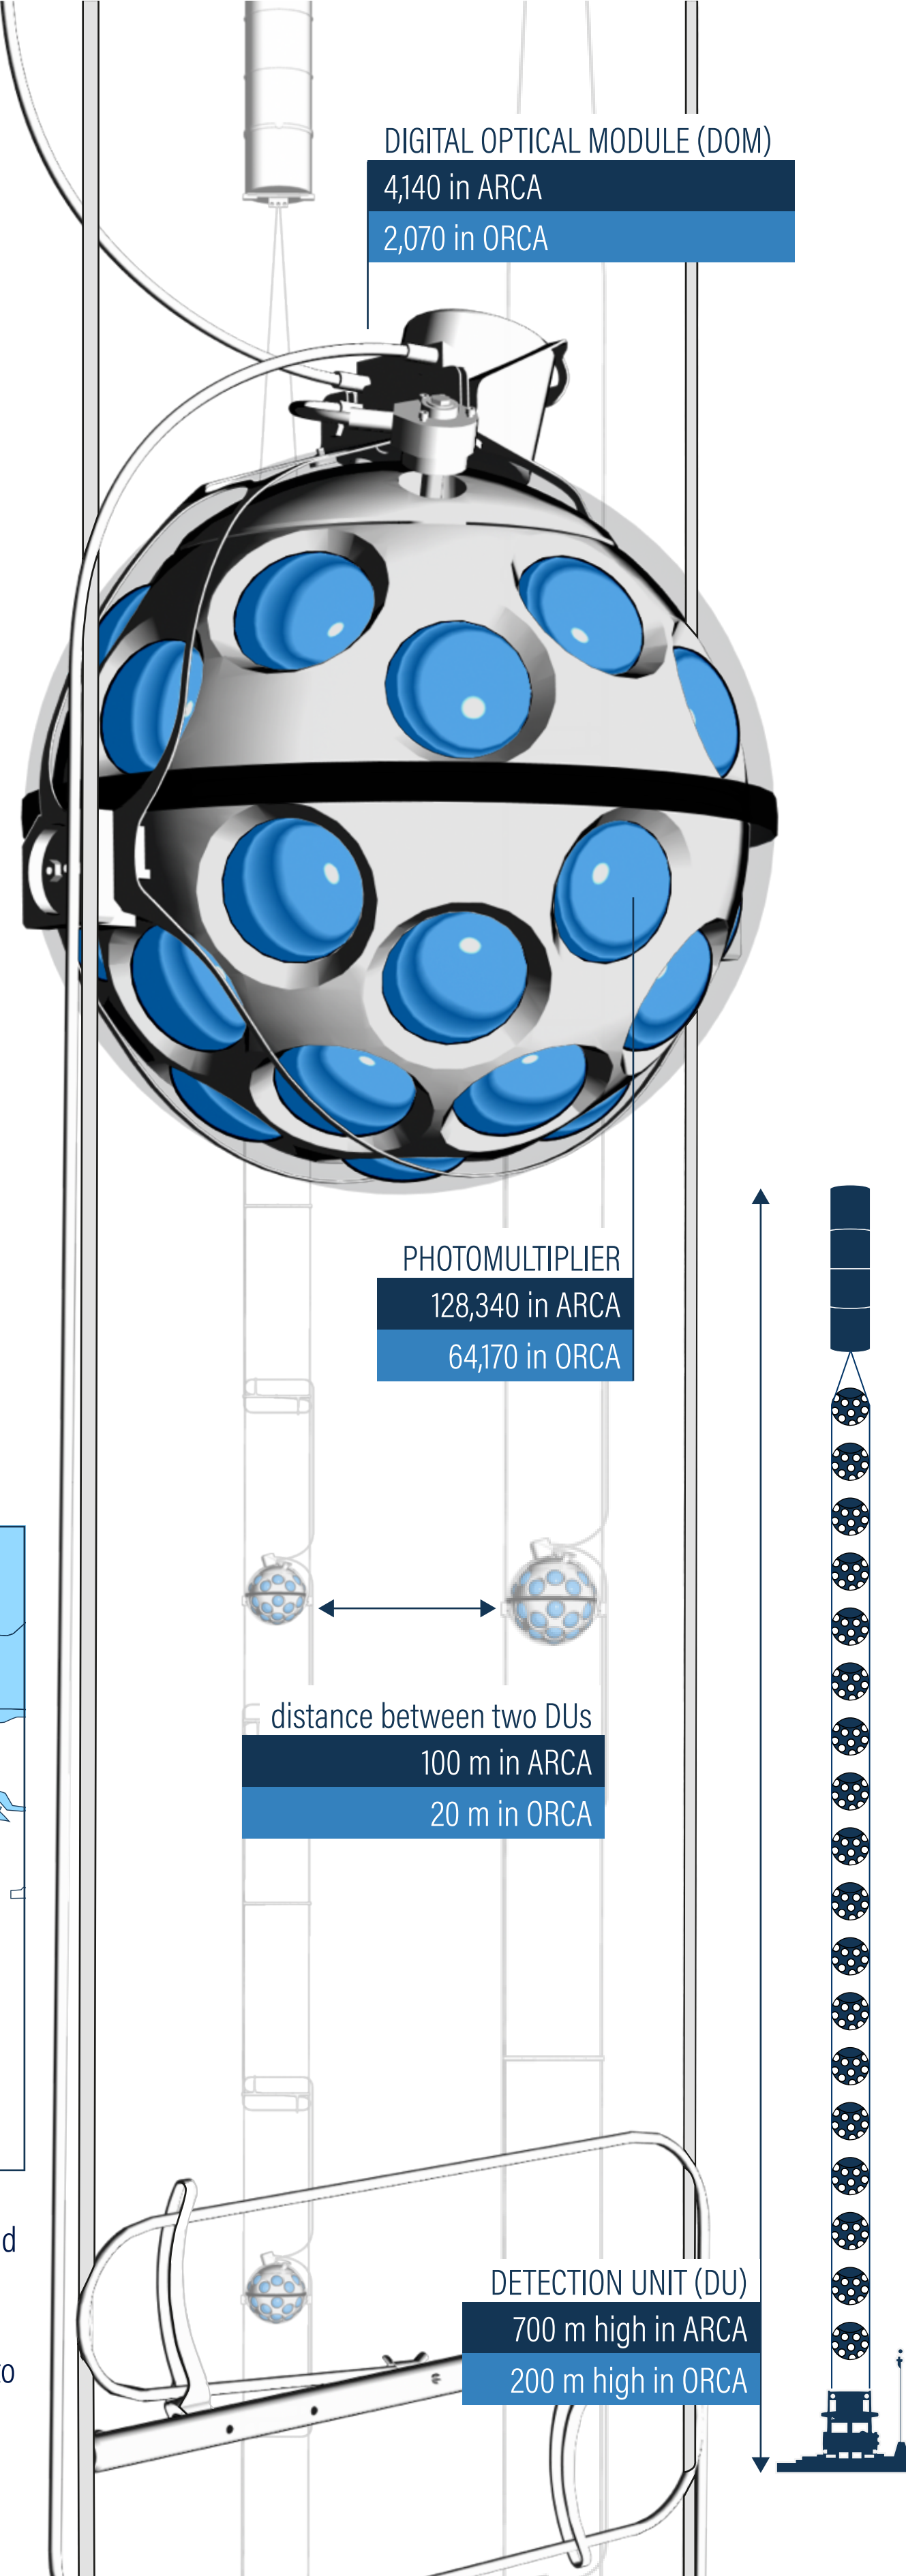 DIGITAL OPTICAL MODULE (DOM)
4,140 in ARCA
2,070 in ORCA
PHOTOMULTIPLIER
128,340 in ARCA
64,170 in ORCA
distance between two DUs
100 m in ARCA
20 m in ORCA
d
DETECTION UNIT (DU)
700 m high in ARCA
200 m high in ORCA